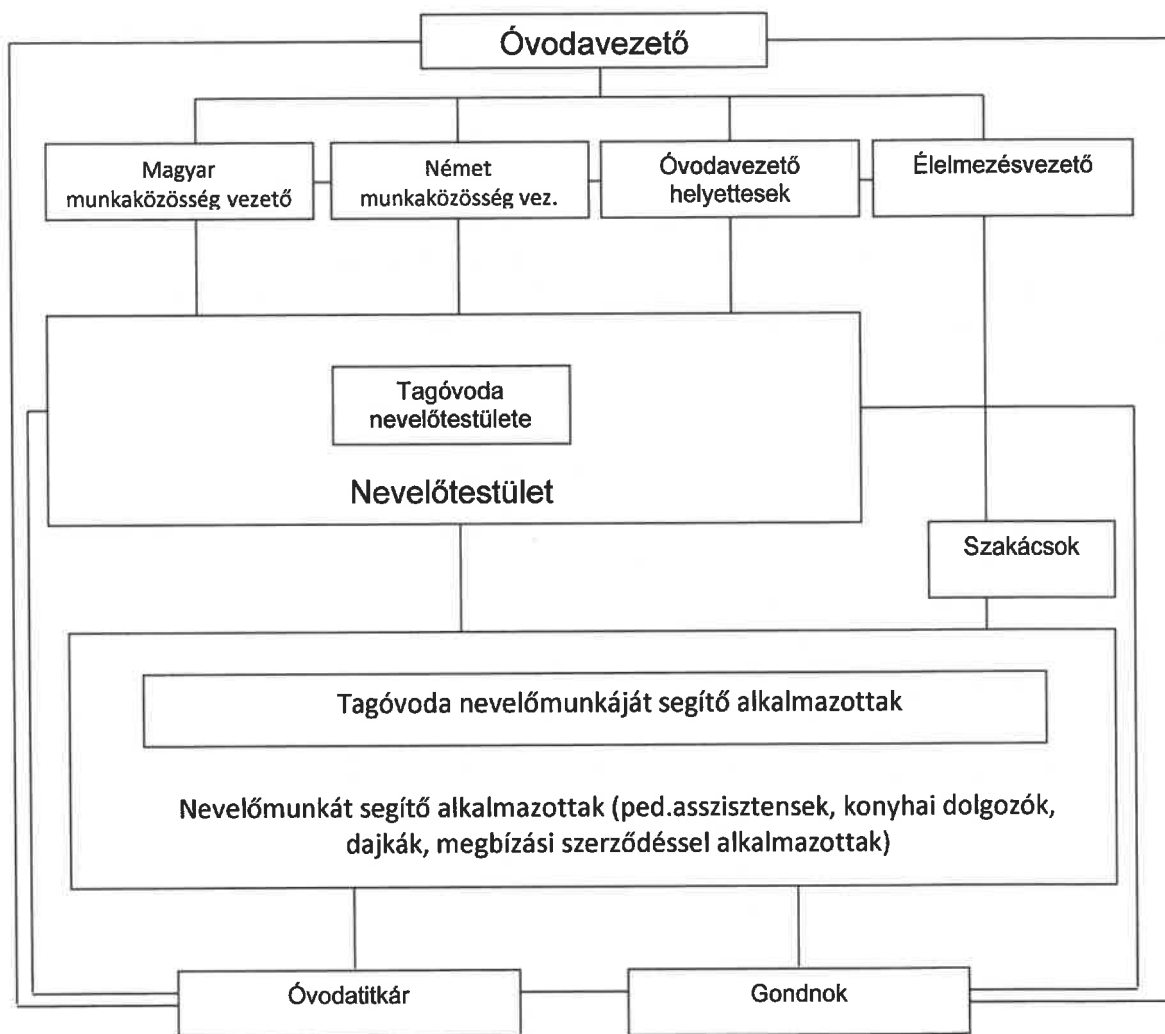 Óvodavezető
Magyar
munkaközösség vezető
Német
munkaközösség vez.
Óvodavezető
helyettesek
Élelmezésvezető
Tagóvoda
nevelőtestülete
Nevelőtestület
Szakácsok
Tagóvoda nevelőmunkáját segítő alkalmazottak
Nevelőmunkát segítő alkalmazottak (ped.asszisztensek, konyhai dolgozók,
dajkák, megbízási szerződéssel alkalmazottak)
Óvodatitkár
Gondnok